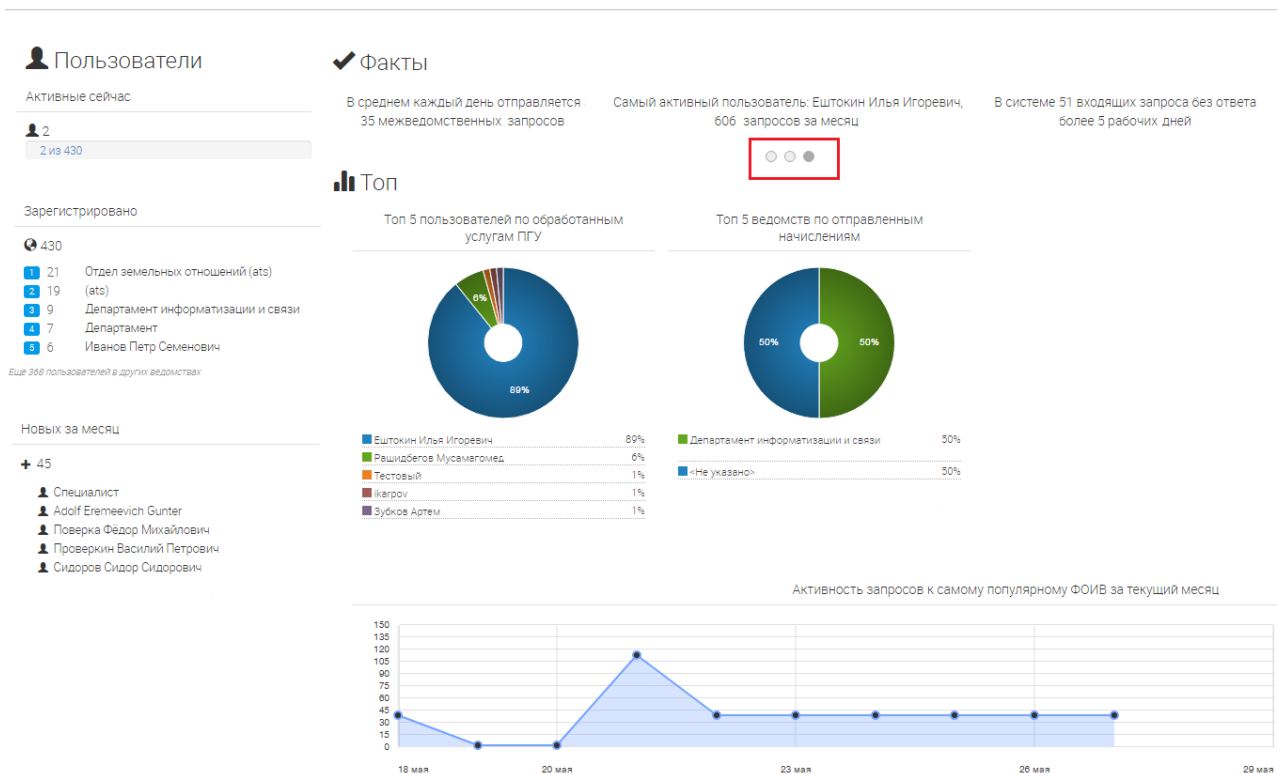 Пользователи
Активные сейчас
2
2 из 430
Зарегистрировано
430
1 21 Отдел земельных отношений (ats)
2 19 (ats)
3 9 Департамент информатизации и связи
4 7 Департамент
5 6 Иванов Петр Семенович
Еще 368 пользователей в других ведомствах
Новых за месяц
45
Специалист
Adolf Eremeevich Gunter
Поверка Фёдор Михайлович
Проверкин Василий Петрович
Сидоров Сидор Сидорович
Факты
В среднем каждый день отправляется
35 межведомственных запросов
Самый активный пользователь: Ештокин Илья Игоревич,
606 запросов за месяц
В системе 51 входящих запроса без ответа
более 5 рабочих дней
Топ
Топ 5 пользователей по обработанным
услугам ПГУ
6%
89%
Ештокин Илья Игоревич 89%
Рашидбегов Мусамагомед 6%
Тестовый 1%
ikarpov 1%
Зубков Артем 1%
Топ 5 ведомств по отправленным
начислениям
50% 50%
Департамент информатизации и связи 50%
<Не указано> 50%
Активность запросов к самому популярному ФОИВ за текущий месяц
150
135
120
105
90
75
60
45
30
15
0
18 мая 20 мая 23 мая 26 мая 29 мая